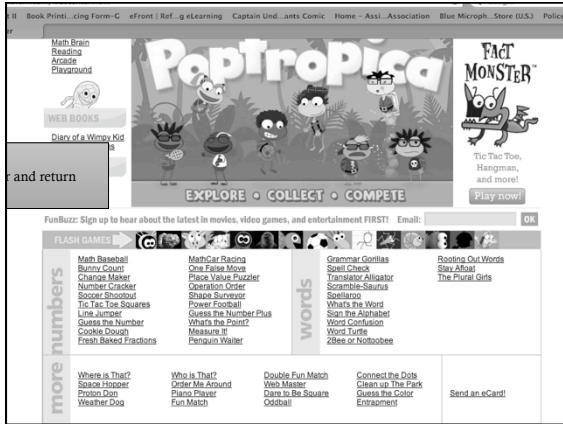 t II Book Printi...cing Form-G eFront | Ref...g eLearning Captain Und...ants Comic Home - Assi...Association Blue Microph...Store (U.S.) Police
er
Math Brain
Reading
Arcade
Playground
WEB BOOKS
Diary of a Wimpy Kid
r and return
Poptropica
EXPLORE • COLLECT • COMPETE
FACT
MONSTER™
Tic Tac Toe,
Hangman,
and more!
Play now!
FunBuzz: Sign up to hear about the latest in movies, video games, and entertainment FIRST! Email: OK
FLASH GAMES
numbers
Math Baseball
Bunny Count
Change Maker
Number Cracker
Soccer Shootout
Tic Tac Toe Squares
Line Jumper
Guess the Number
Cookie Dough
Fresh Baked Fractions
MathCar Racing
One False Move
Place Value Puzzler
Operation Order
Shape Surveyor
Power Football
Guess the Number Plus
What's the Point?
Measure It!
Penguin Waiter
words
Grammar Gorillas
Spell Check
Translator Alligator
Scramble-Saurus
Spellaroo
What's the Word
Sign the Alphabet
Word Confusion
Word Turtle
2Bee or Nottoobee
Rooting Out Words
Stay Afloat
The Plural Girls
more
Where is That?
Space Hopper
Proton Don
Weather Dog
Who is That?
Order Me Around
Piano Player
Fun Match
Double Fun Match
Web Master
Dare to Be Square
Oddball
Connect the Dots
Clean up The Park
Guess the Color
Entrapment
Send an eCard!